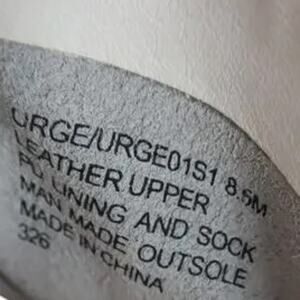 URGE/URGE01S1 8.5M
LEATHER UPPER
PU LINING AND SOCK
MAN MADE OUTSOLE
MADE IN CHINA
326